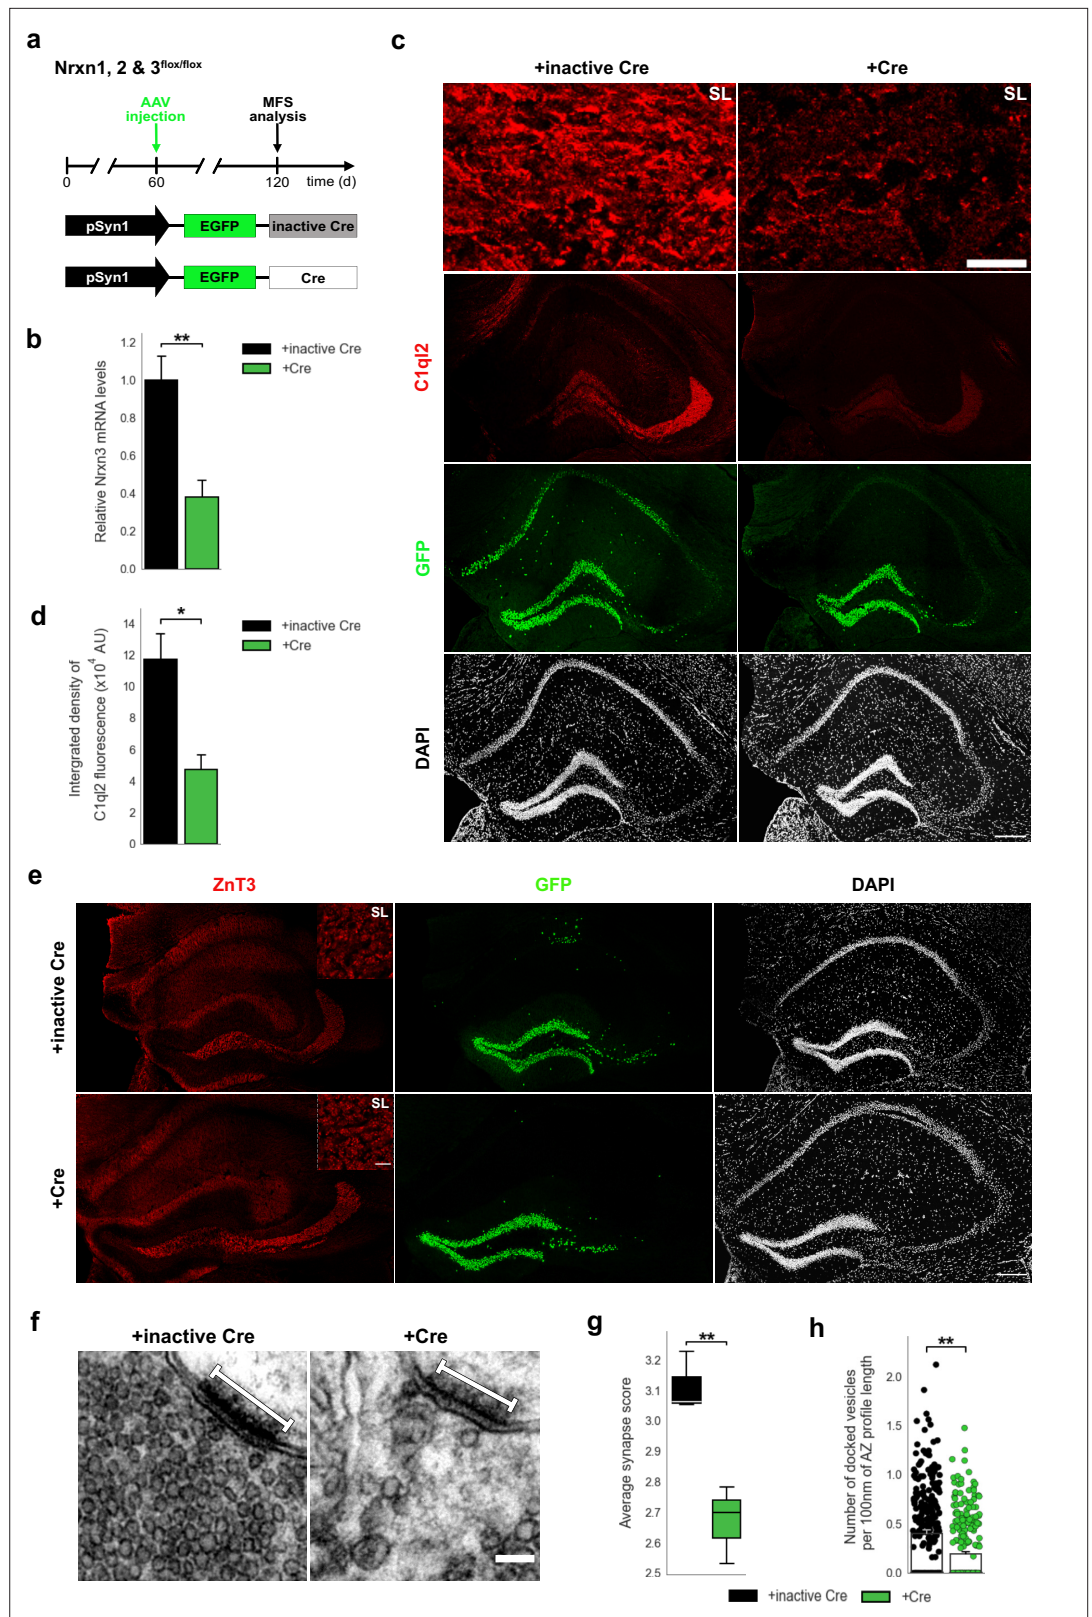 a
Nrxn1, 2 & 3flox/flox
AAV
injection
MFS
analysis
0
60
120
time (d)
pSyn1
EGFP
inactive Cre
pSyn1
EGFP
Cre
b
Relative Nrxn3 mRNA levels
1.2
1.0
0.8
0.6
0.4
0.2
0.0
**
+inactive Cre
+Cre
c
+inactive Cre
+Cre
SL
SL
C1ql2
GFP
DAPI
d
Intergrated density of
C1ql2 fluorescence (x10⁴ AU)
14
12
10
8
6
4
2
0
*
+inactive Cre
+Cre
e
ZnT3
GFP
DAPI
+inactive Cre
SL
+Cre
SL
f
+inactive Cre
+Cre
g
Average synapse score
3.2
3.1
3.0
2.9
2.8
2.7
2.6
2.5
**
h
Number of docked vesicles
per 100nm of AZ profile length
2.0
1.5
1.0
0.5
0.0
**
+inactive Cre
+Cre